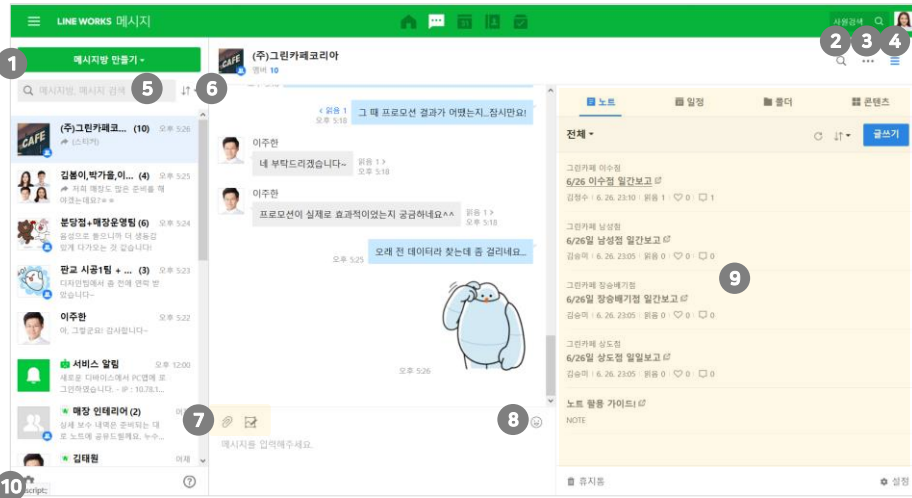 LINE WORKS 메시지
31
사원검색
메시지방 만들기
1
2
3
4
메시지방, 메시지 검색
5
6
(주)그린카페코... (10) 오후 5:26
(스티커)
김봄이,박가을,이... (4) 오후 5:25
저희 매장도 많은 준비를 해
야겠는데요?ㅎㅎ
분당점+매장운영팀 (6) 오후 5:24
음성으로 들으니까 더 생동감
있게 다가오는 것 같습니다!
판교 시공1팀 + ... (3) 오후 5:23
디자인팀에서 좀 전에 연락 받
았습니다~
이주한 오후 5:22
아, 그렇군요! 감사합니다~
서비스 알림 오후 12:00
새로운 디바이스에서 PC앱에 로
그인하였습니다. - IP : 10.78.1...
매장 인테리어 (2)
상세 보수 내역은 준비되는 대
로 노트에 공유드릴께요. 누수...
김태원 어제
10
script:;
(주)그린카페코리아
멤버 10
읽음 1
오후 5:18
그 때 프로모션 결과가 어땠는지..잠시만요!
이주한
네 부탁드리겠습니다~
읽음 1
오후 5:18
이주한
프로모션이 실제로 효과적이었는지 궁금하네요^^
읽음 1
오후 5:18
오후 5:25
오래 전 데이터라 찾는데 좀 걸리네요...
오후 5:26
7
8
메시지를 입력해주세요.
노트 일정 폴더 콘텐츠
전체 글쓰기
그린카페 이수점
6/26 이수점 일간보고
김정수 | 6. 26. 23:10 | 읽음 1 | 0 | 1
그린카페 남성점
6/26일 남성점 일간보고
김승미 | 6. 26. 23:05 | 읽음 0 | 0 | 0
그린카페 장승배기점
6/26일 장승배기점 일간보고
김승미 | 6. 26. 23:05 | 읽음 0 | 0 | 0
9
그린카페 상도점
6/26일 상도점 일일보고
김승미 | 6. 26. 23:05 | 읽음 0 | 0 | 0
노트 활용 가이드!
NOTE
휴지통 설정